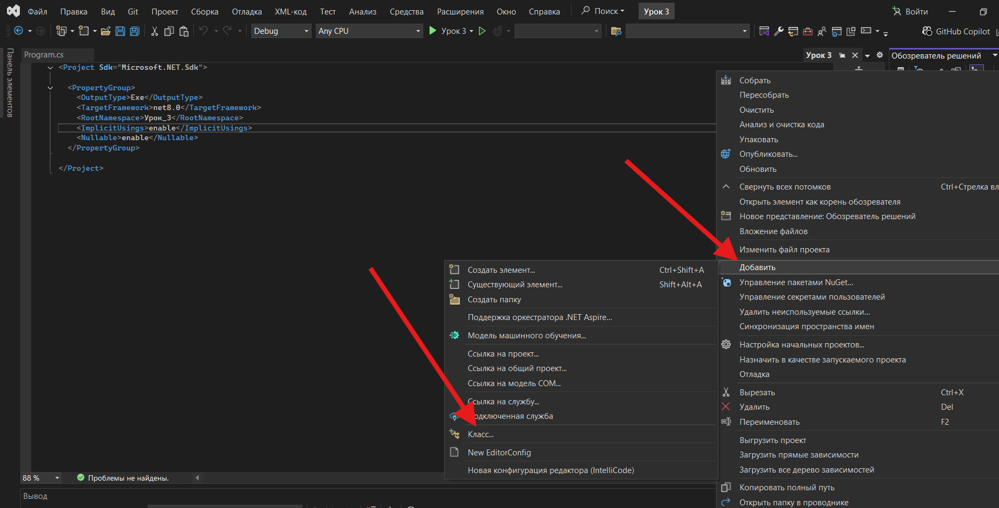 Файл Правка Вид Git Проект Сборка Отладка XML-код Тест Анализ Средства Расширения Окно Справка Поиск Урок 3 Войти
Debug Any CPU Урок 3 GitHub Copilot
Панель элементов
Program.cs Урок 3 Обозреватель решений
<Project Sdk="Microsoft.NET.Sdk">
<PropertyGroup>
<OutputType>Exe</OutputType>
<TargetFramework>net8.0</TargetFramework>
<RootNamespace>Урок_3</RootNamespace>
<ImplicitUsings>enable</ImplicitUsings>
<Nullable>enable</Nullable>
</PropertyGroup>
</Project>
Собрать
Пересобрать
Очистить
Анализ и очистка кода
Упаковать
Опубликовать...
Обновить
Свернуть всех потомков Ctrl+Стрелка вл
Открыть элемент как корень обозревателя
Новое представление: Обозреватель решений
Вложение файлов
Изменить файл проекта
Добавить
Управление пакетами NuGet...
Управление секретами пользователей
Удалить неиспользуемые ссылки...
Синхронизация пространства имен
Настройка начальных проектов...
Назначить в качестве запускаемого проекта
Отладка
Вырезать Ctrl+X
Удалить Del
Переименовать F2
Выгрузить проект
Загрузить прямые зависимости
Загрузить все дерево зависимостей
Копировать полный путь
Открыть папку в проводнике
Создать элемент... Ctrl+Shift+A
Существующий элемент... Shift+Alt+A
Создать папку
Поддержка оркестратора .NET Aspire...
Модель машинного обучения...
Ссылка на проект...
Ссылка на общий проект...
Ссылка на модель COM...
Ссылка на службу...
одключенная служба
Класс...
New EditorConfig
Новая конфигурация редактора (IntelliCode)
88 % Проблемы не найдены.
Вывод